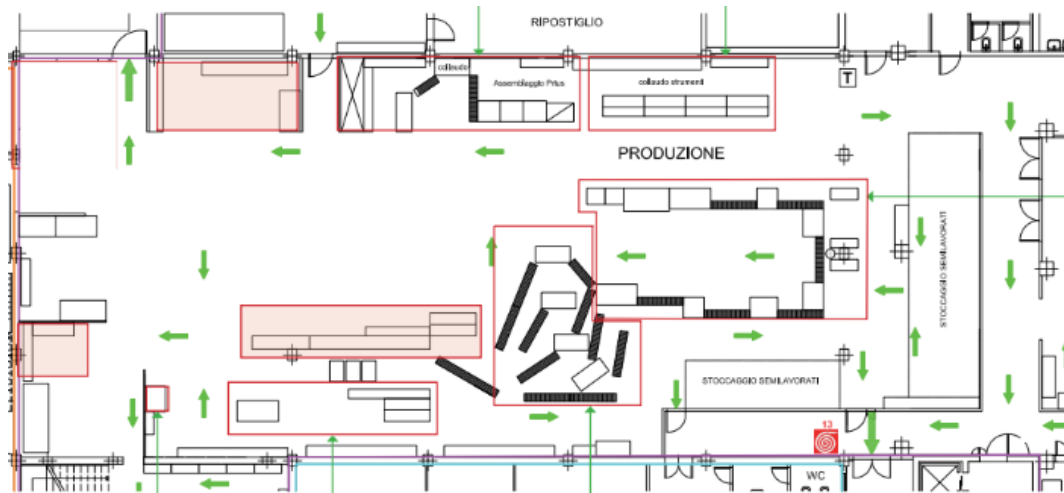 RIPOSTIGLIO
collaudo
Assemblaggio Prius
collaudo strumenti
T
PRODUZIONE
STOCCAGGIO SEMILAVORATI
STOCCAGGIO SEMILAVORATI
13
WC